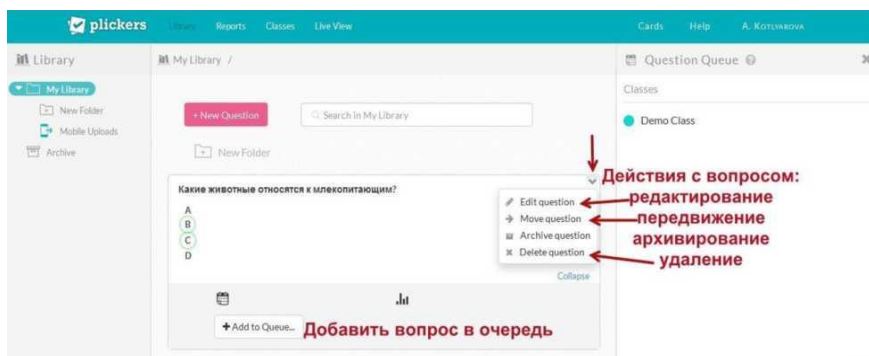 plickers Library Reports Classes Live View Cards Help A. KOTLYAROVA
Library
My Library /
Question Queue
My Library
New Folder
Mobile Uploads
Archive
+ New Question
Search in My Library
New Folder
Classes
Demo Class
Какие животные относятся к млекопитающим?
A
B
C
D
Edit question
Move question
Archive question
Delete question
Collapse
Действия с вопросом:
редактирование
передвижение
архивирование
удаление
+ Add to Queue...
Добавить вопрос в очередь